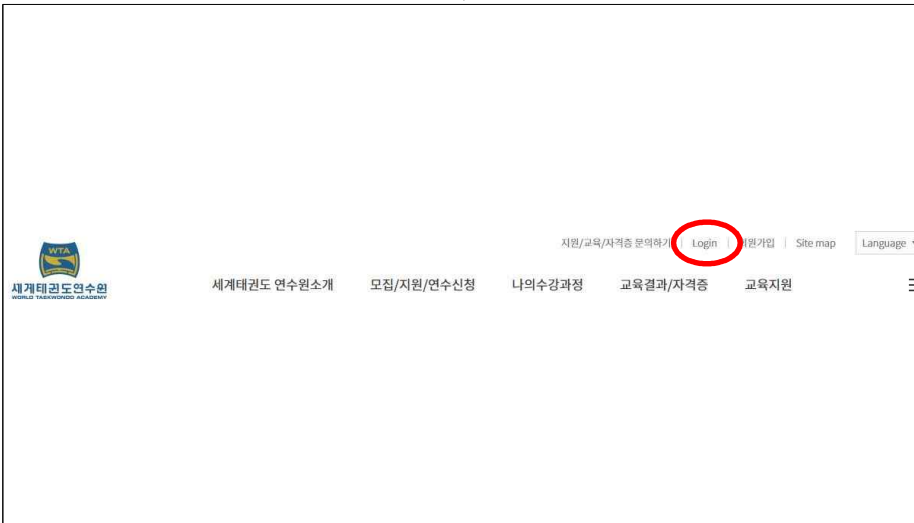 지원/교육/자격증 문의하기 | Login | 회원가입 | Site map Language
WTA
세계태권도연수원
WORLD TAEKWONDO ACADEMY
세계태권도 연수원소개 모집/지원/연수신청 나의수강과정 교육결과/자격증 교육지원